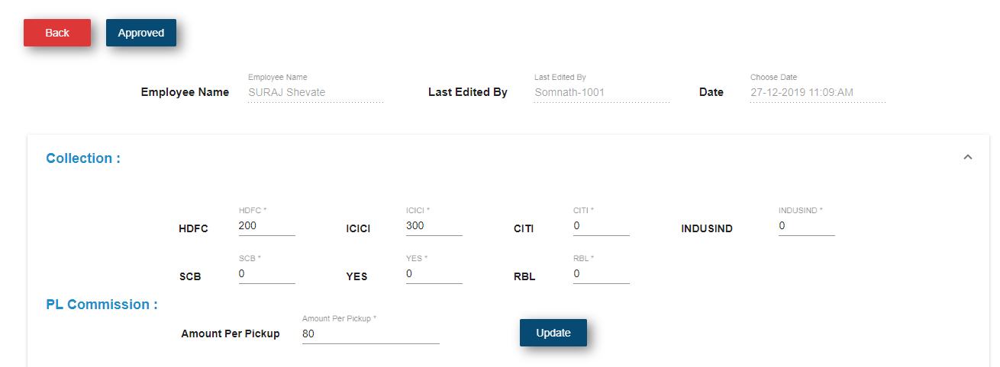 Back Approved
Employee Name Last Edited By Choose Date
Employee Name SURAJ Shevate Last Edited By Somnath-1001 Date 27-12-2019 11:09:AM
Collection :
HDFC * ICICI * CITI * INDUSIND *
HDFC 200 ICICI 300 CITI 0 INDUSIND 0
SCB * YES * RBL *
SCB 0 YES 0 RBL 0
PL Commission :
Amount Per Pickup *
Amount Per Pickup 80 Update